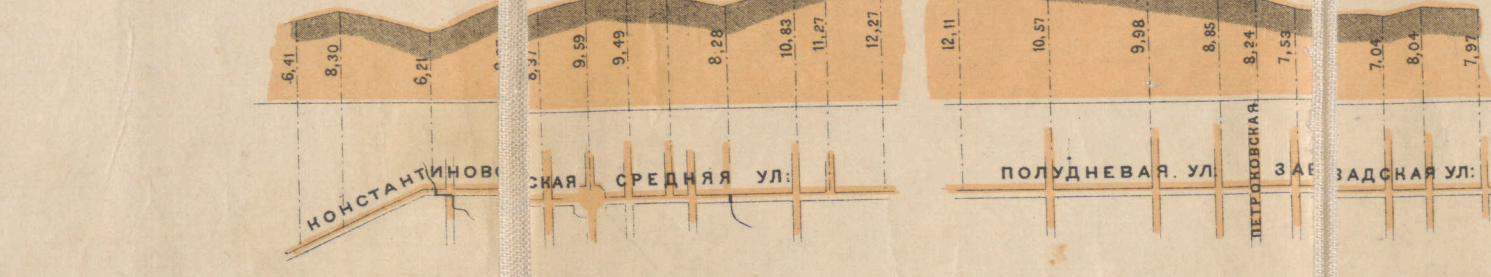 6,41 8,30 6,21 8,37 9,59 9,49 8,28 10,83 11,27 12,27 12,11 10,57 9,98 8,85 8,24 7,53 7,04 8,04 7,97
КОНСТАНТИНОВСКАЯ СРЕДНЯЯ УЛ: ПОЛУДНЕВАЯ. УЛ: ПЕТРОКОВСКАЯ ЗАВАДСКАЯ УЛ: